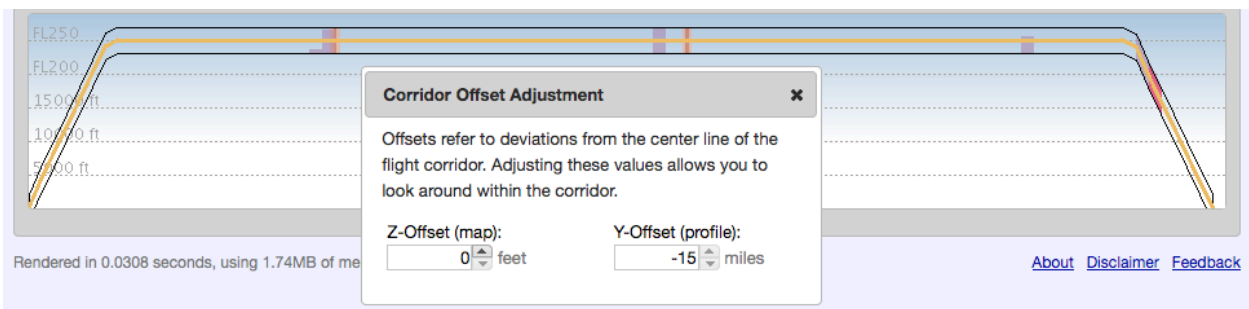 FL250
FL200
15000 ft
10000 ft
5000 ft
Corridor Offset Adjustment ✖
Offsets refer to deviations from the center line of the
flight corridor. Adjusting these values allows you to
look around within the corridor.
Z-Offset (map): Y-Offset (profile):
0 feet -15 miles
Rendered in 0.0308 seconds, using 1.74MB of me
About Disclaimer Feedback